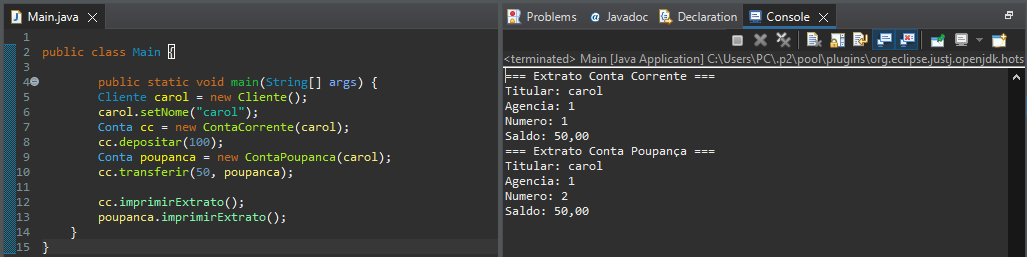 Main.java
1
2 public class Main {
3
4 public static void main(String[] args) {
5 Cliente carol = new Cliente();
6 carol.setNome("carol");
7 Conta cc = new ContaCorrente(carol);
8 cc.depositar(100);
9 Conta poupanca = new ContaPoupanca(carol);
10 cc.transferir(50, poupanca);
11
12 cc.imprimirExtrato();
13 poupanca.imprimirExtrato();
14 }
15 }
Problems @ Javadoc Declaration Console
<terminated> Main [Java Application] C:\Users\PC\.p2\pool\plugins\org.eclipse.justj.openjdk.hots
=== Extrato Conta Corrente ===
Titular: carol
Agencia: 1
Numero: 1
Saldo: 50,00
=== Extrato Conta Poupança ===
Titular: carol
Agencia: 1
Numero: 2
Saldo: 50,00